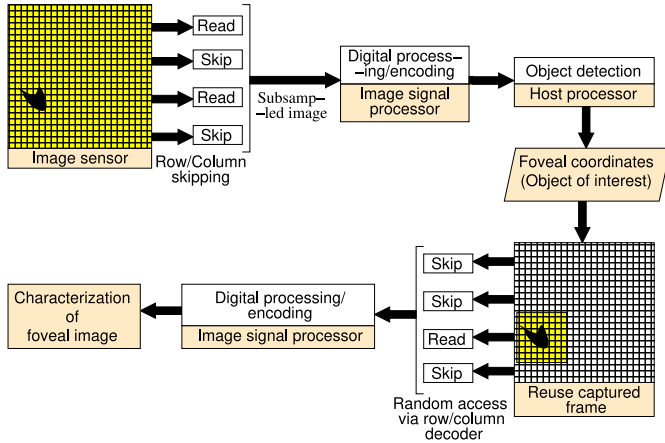 Read
Skip
Read
Skip
Image sensor
Row/Column
skipping
Subsamp-
-led image
Digital process-
-ing/encoding
Image signal
processor
Object detection
Host processor
Foveal coordinates
(Object of interest)
Skip
Skip
Read
Skip
Reuse captured
frame
Random access
via row/column
decoder
Digital processing/
encoding
Image signal processor
Characterization
of
foveal image